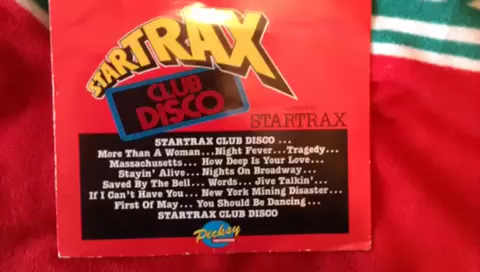 STARTRAX
CLUB
DISCO
STARTRAX
STARTRAX CLUB DISCO ...
More Than A Woman...Night Fever...Tragedy...
Massachusetts... How Deep Is Your Love...
Stayin' Alive... Nights On Broadway...
Saved By The Bell... Words... Jive Talkin'...
If I Can't Have You... New York Mining Disaster...
First Of May... You Should Be Dancing...
STARTRAX CLUB DISCO
Picksy